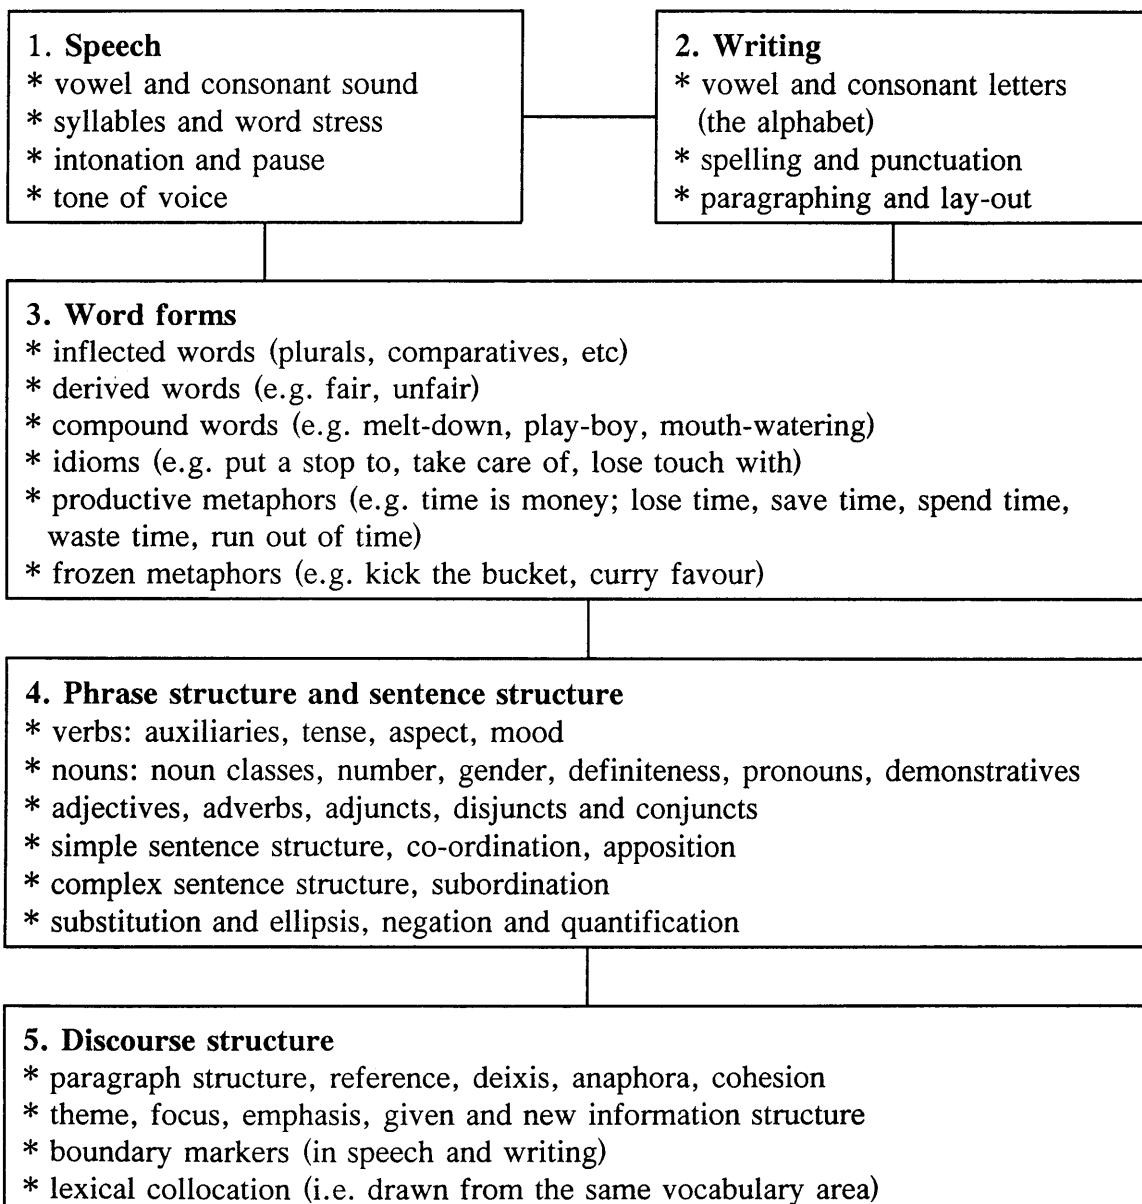 1. Speech
* vowel and consonant sound
* syllables and word stress
* intonation and pause
* tone of voice
2. Writing
* vowel and consonant letters
(the alphabet)
* spelling and punctuation
* paragraphing and lay-out
3. Word forms
* inflected words (plurals, comparatives, etc)
* derived words (e.g. fair, unfair)
* compound words (e.g. melt-down, play-boy, mouth-watering)
* idioms (e.g. put a stop to, take care of, lose touch with)
* productive metaphors (e.g. time is money; lose time, save time, spend time,
waste time, run out of time)
* frozen metaphors (e.g. kick the bucket, curry favour)
4. Phrase structure and sentence structure
* verbs: auxiliaries, tense, aspect, mood
* nouns: noun classes, number, gender, definiteness, pronouns, demonstratives
* adjectives, adverbs, adjuncts, disjuncts and conjuncts
* simple sentence structure, co-ordination, apposition
* complex sentence structure, subordination
* substitution and ellipsis, negation and quantification
5. Discourse structure
* paragraph structure, reference, deixis, anaphora, cohesion
* theme, focus, emphasis, given and new information structure
* boundary markers (in speech and writing)
* lexical collocation (i.e. drawn from the same vocabulary area)